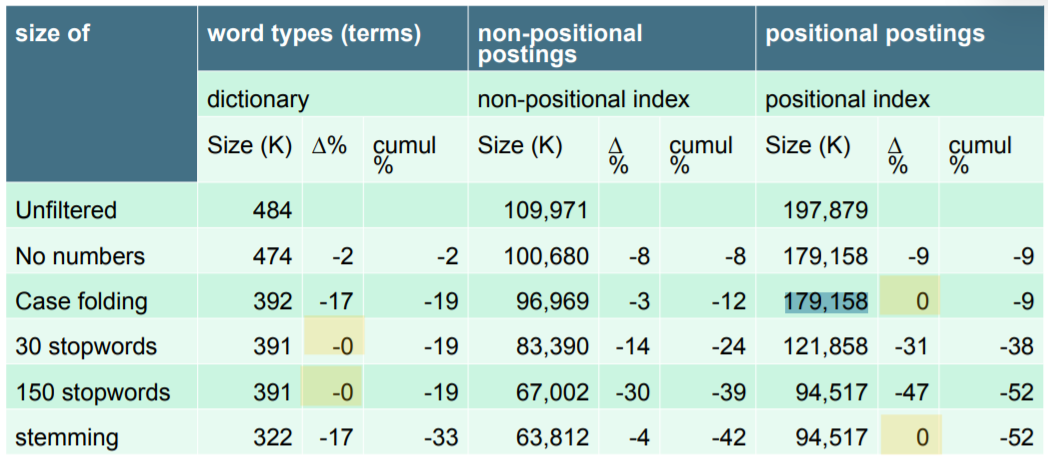 size of word types (terms) non-positional postings positional postings
dictionary non-positional index positional index
Size (K) Δ% cumul % Size (K) Δ % cumul % Size (K) Δ % cumul %
Unfiltered 484 109,971 197,879
No numbers 474 -2 -2 100,680 -8 -8 179,158 -9 -9
Case folding 392 -17 -19 96,969 -3 -12 179,158 0 -9
30 stopwords 391 -0 -19 83,390 -14 -24 121,858 -31 -38
150 stopwords 391 -0 -19 67,002 -30 -39 94,517 -47 -52
stemming 322 -17 -33 63,812 -4 -42 94,517 0 -52